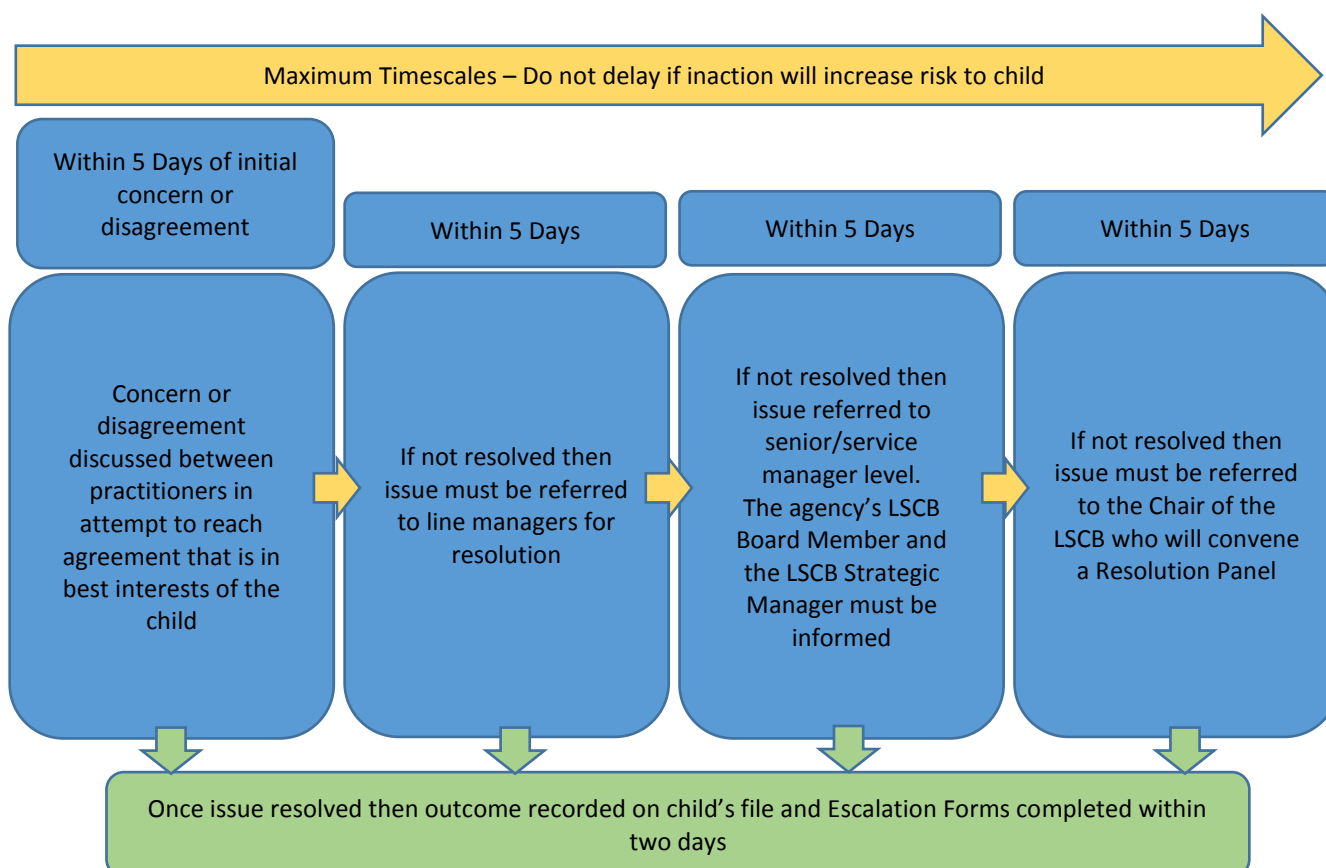 Maximum Timescales – Do not delay if inaction will increase risk to child
Within 5 Days of initial
concern or
disagreement
Within 5 Days
Within 5 Days
Within 5 Days
Concern or
disagreement
discussed between
practitioners in
attempt to reach
agreement that is in
best interests of the
child
If not resolved then
issue must be referred
to line managers for
resolution
If not resolved then
issue referred to
senior/service
manager level.
The agency’s LSCB
Board Member and
the LSCB Strategic
Manager must be
informed
If not resolved then
issue must be referred
to the Chair of the
LSCB who will convene
a Resolution Panel
Once issue resolved then outcome recorded on child’s file and Escalation Forms completed within
two days